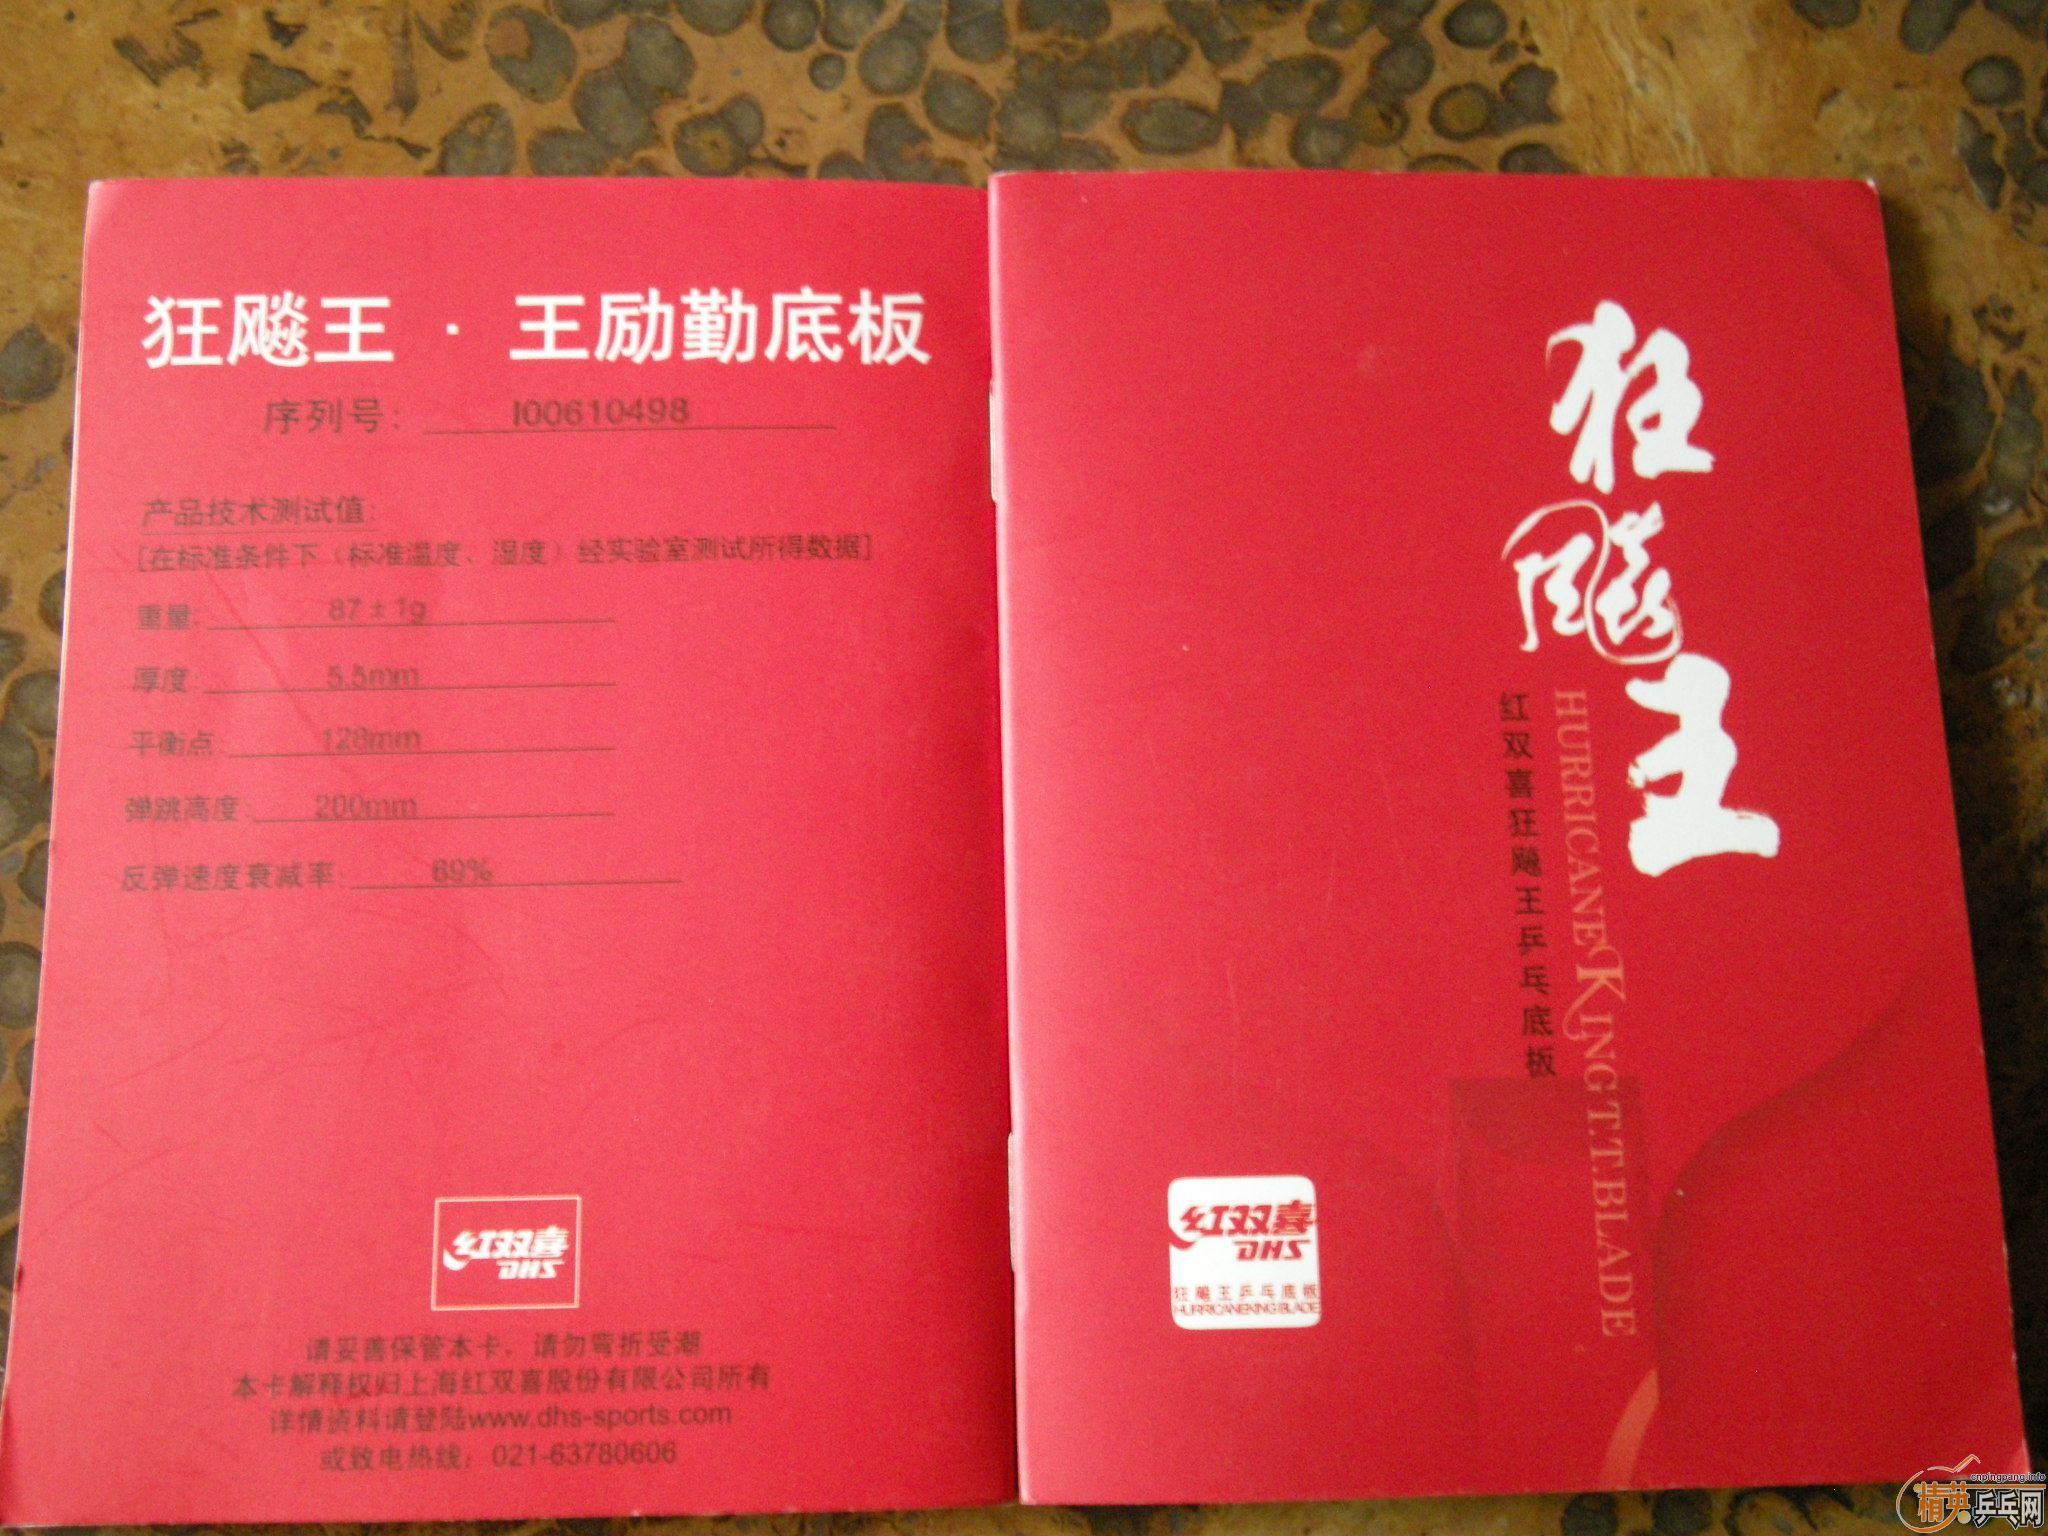 狂飚王 · 王励勤底板
序列号： I00610498
产品技术测试值：
[在标准条件下（标准温度、湿度）经实验室测试所得数据]
重量： 87±1g
厚度： 5.5mm
平衡点： 128mm
弹跳高度： 200mm
反弹速度衰减率： 69%
红双喜
DHS
请妥善保管本卡，请勿弯折受潮
本卡解释权归上海红双喜股份有限公司所有
详情资料请登陆www.dhs-sports.com
或致电热线：021-63780606
狂飚王
HURRICANE KING T.T.BLADE
红双喜狂飚王乒乓底板
红双喜
DHS
狂飚王乒乓底板
HURRICANEKING BLADE
cnpingpang.info
精英乒乓网